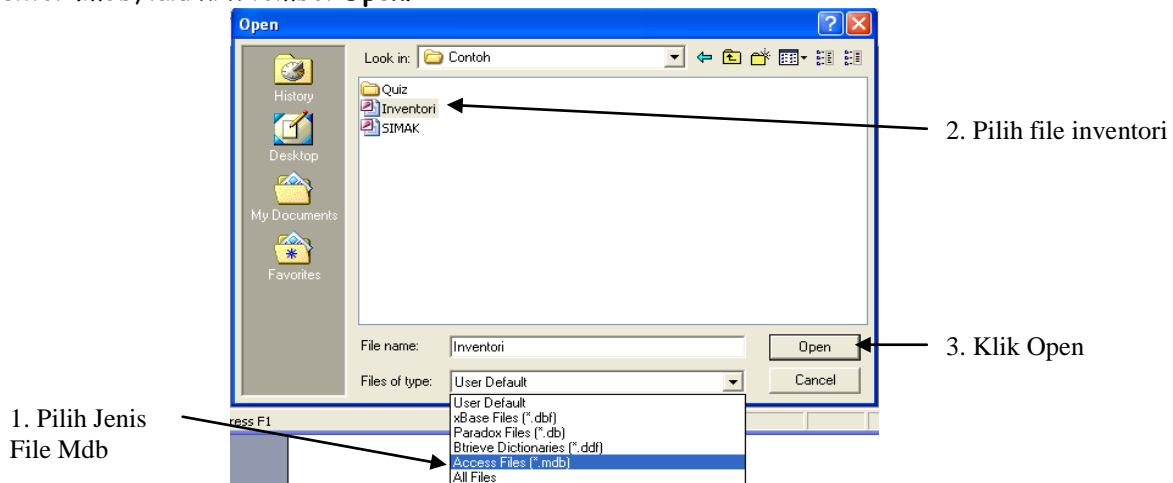 Open
Look in: Contoh
History
Desktop
My Documents
Favorites
Quiz
Inventori
SIMAK
2. Pilih file inventori
File name: Inventori Open
3. Klik Open
Files of type: User Default Cancel
User Default
xBase Files (*.dbf)
Paradox Files (*.db)
Btrieve Dictionaries (*.ddf)
Access Files (*.mdb)
All Files
ress F1
1. Pilih Jenis
File Mdb